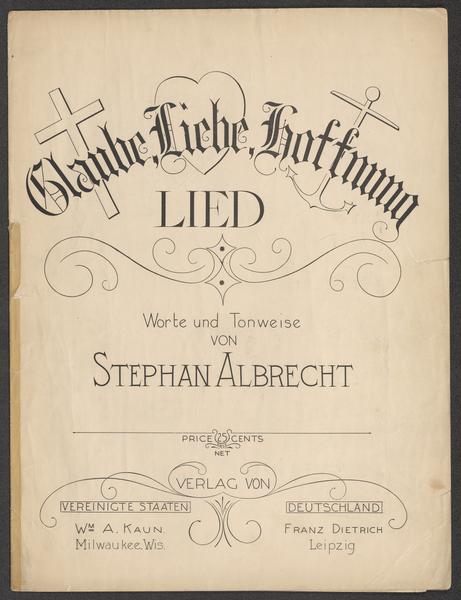 Glaube, Liebe, Hoffnung
LIED
Worte und Tonweise
VON
STEPHAN ALBRECHT
PRICE 25 CENTS
NET
VERLAG VON
VEREINIGTE STAATEN
WM A. KAUN.
Milwaukee, Wis.
DEUTSCHLAND
FRANZ DIETRICH
Leipzig